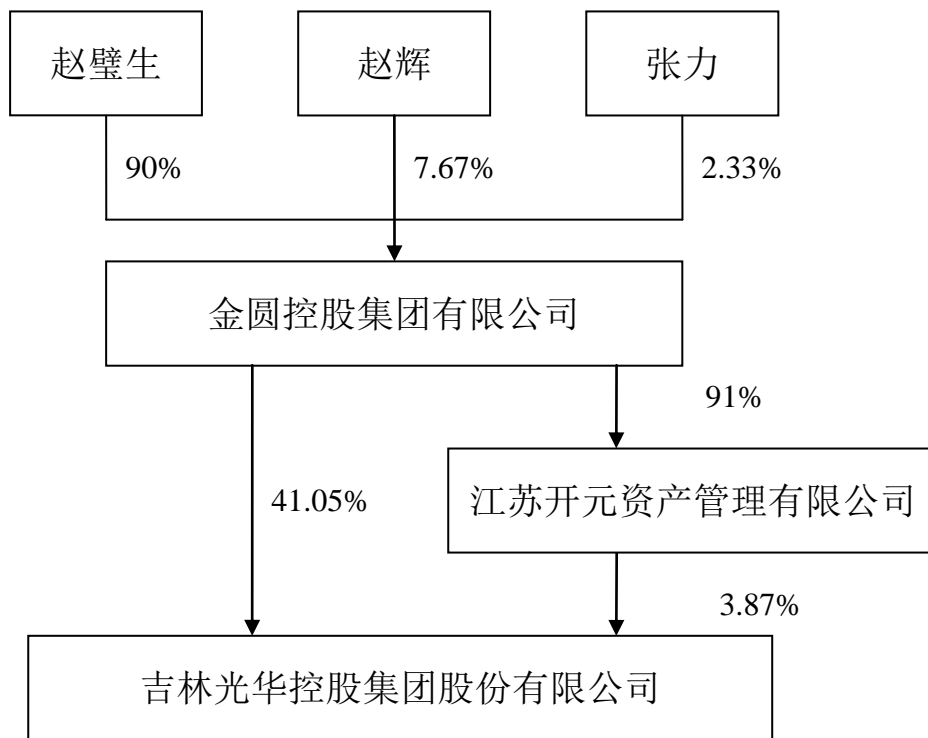 赵璧生
赵辉
张力
90%
7.67%
2.33%
金圆控股集团有限公司
91%
41.05%
江苏开元资产管理有限公司
3.87%
吉林光华控股集团股份有限公司